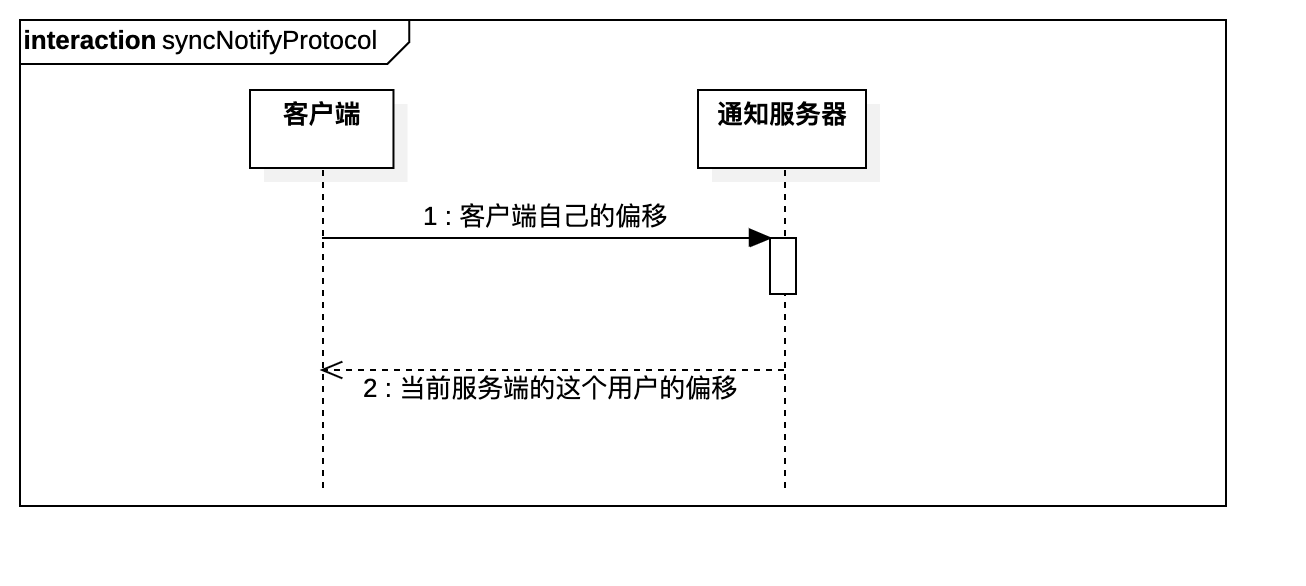 interaction syncNotifyProtocol
客户端
通知服务器
1 : 客户端自己的偏移
2 : 当前服务端的这个用户的偏移